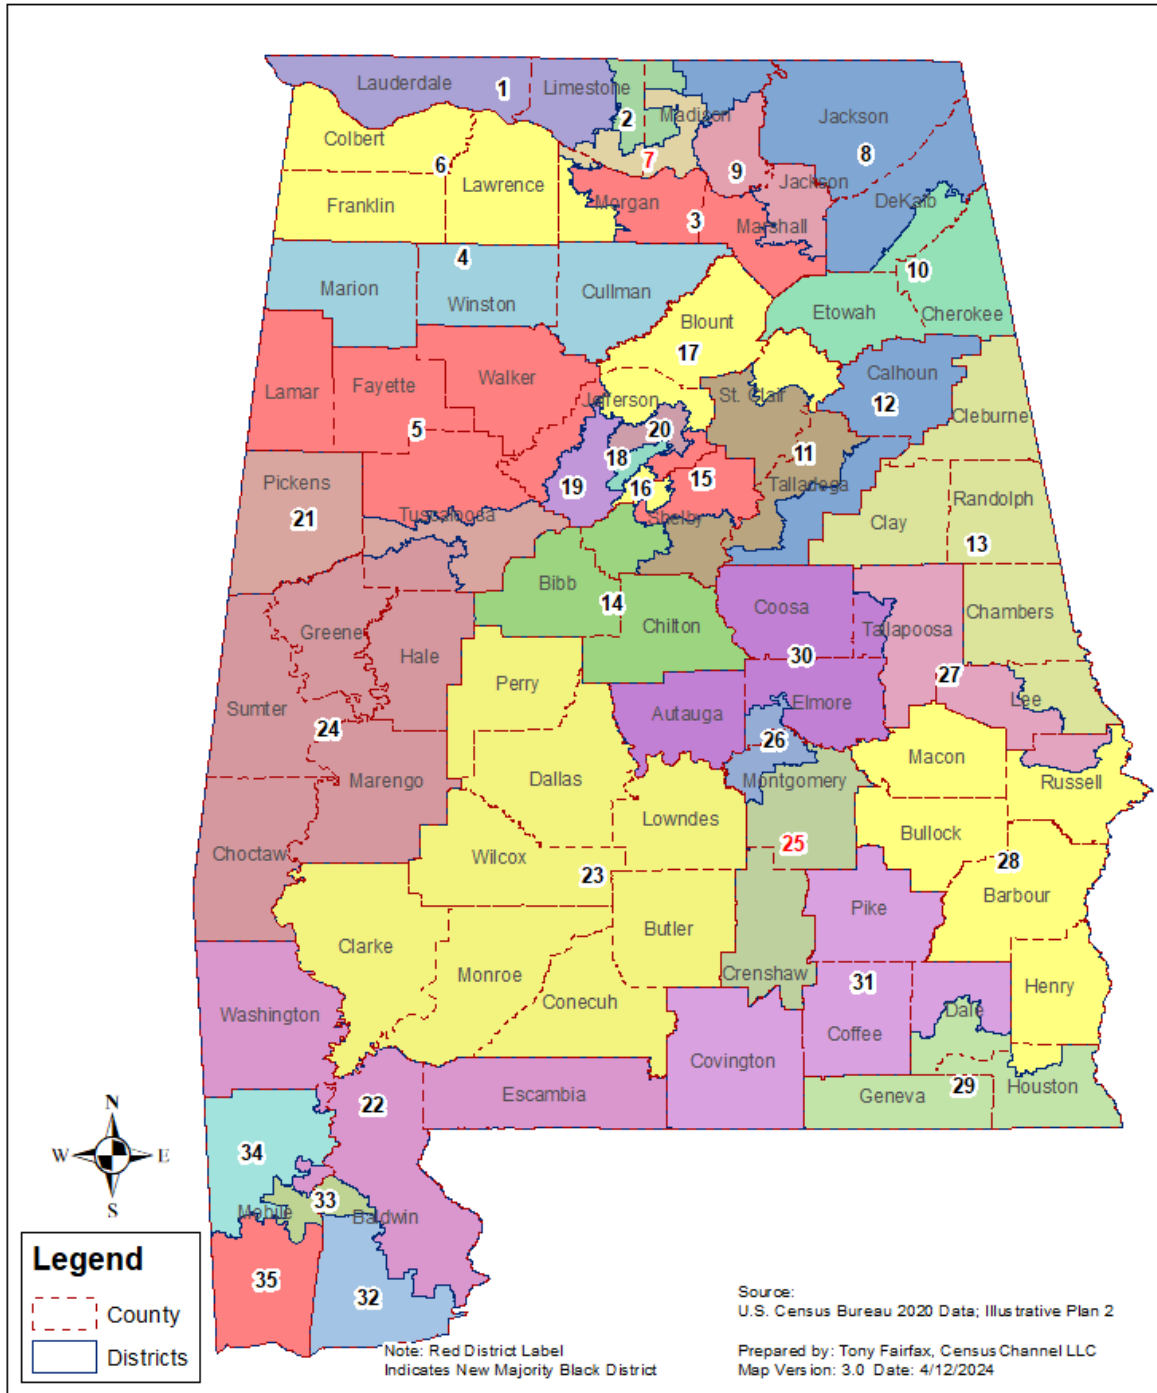 Lauderdale
1
Limestone
2
Madison
Jackson
8
Colbert
6
Lawrence
7
9
Jackson
Franklin
Morgan
3
Marshall
DeKalb
4
10
Marion
Winston
Cullman
Etowah
Cherokee
Blount
17
Lamar
Fayette
Walker
Jefferson
St. Clair
Calhoun
12
Cleburne
5
20
18
11
19
16
15
Talladega
Pickens
21
Tuscaloosa
Shelby
Clay
Randolph
13
Bibb
14
Chilton
Coosa
Tallapoosa
Chambers
Greene
Hale
30
27
Perry
Sumter
24
Autauga
Elmore
Lee
26
Marengo
Dallas
Montgomery
Macon
Russell
Lowndes
Bullock
Choctaw
Wilcox
23
25
28
Barbour
Clarke
Butler
Pike
Monroe
Crenshaw
31
Henry
Washington
Conecuh
Coffee
Dale
Covington
22
Escambia
Geneva
29
Houston
N
W
E
S
34
33
Mobile
Baldwin
35
32
Legend
County
Districts
Note: Red District Label
Indicates New Majority Black District
Source:
U.S. Census Bureau 2020 Data; Illustrative Plan 2
Prepared by: Tony Fairfax, CensusChannel LLC
Map Version: 3.0 Date: 4/12/2024